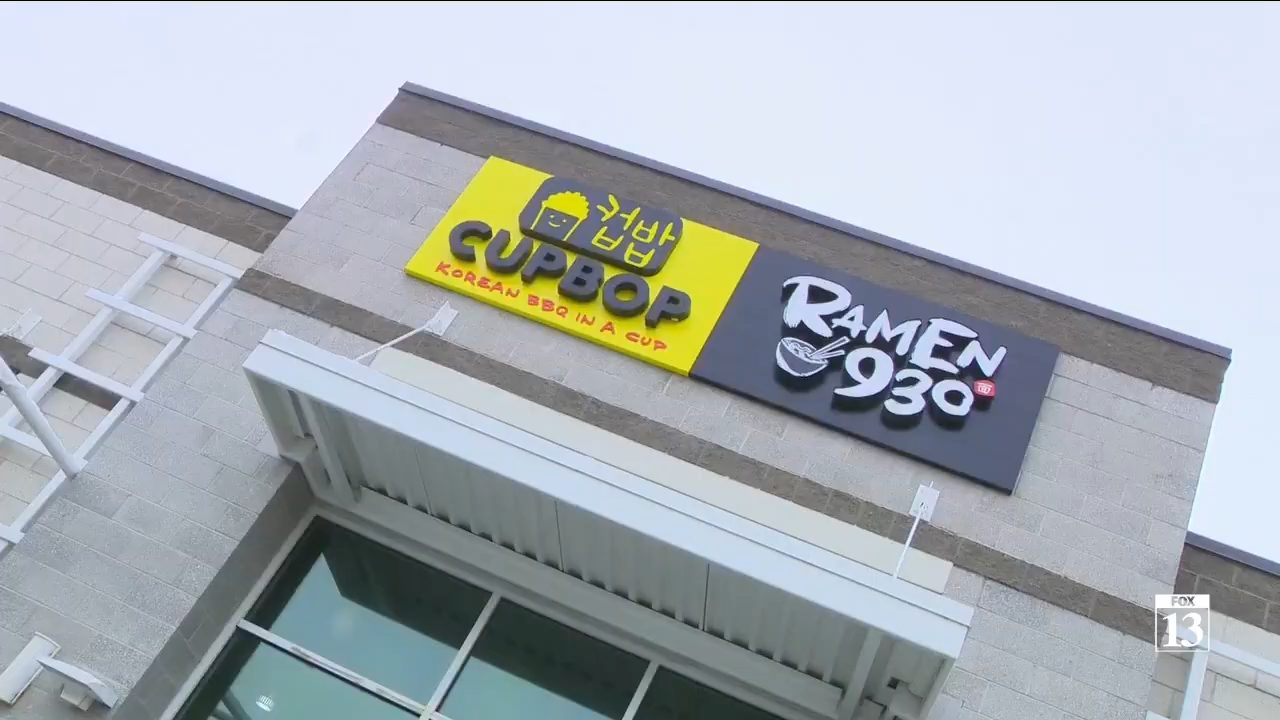 컵밥
CUPBOP
KOREAN BBQ IN A CUP
RAMEN
930
FOX
13